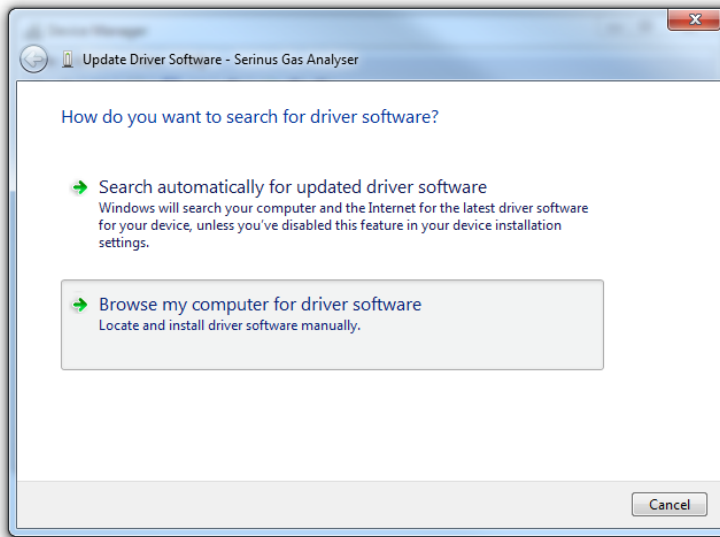 Device Manager
Update Driver Software - Serinus Gas Analyser
How do you want to search for driver software?
Search automatically for updated driver software
Windows will search your computer and the Internet for the latest driver software
for your device, unless you've disabled this feature in your device installation
settings.
Browse my computer for driver software
Locate and install driver software manually.
Cancel